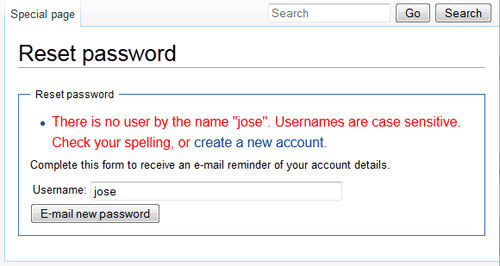 Special page
Search
Go
Search
Reset password
Reset password
There is no user by the name "jose". Usernames are case sensitive.
Check your spelling, or create a new account.
Complete this form to receive an e-mail reminder of your account details.
Username: jose
E-mail new password